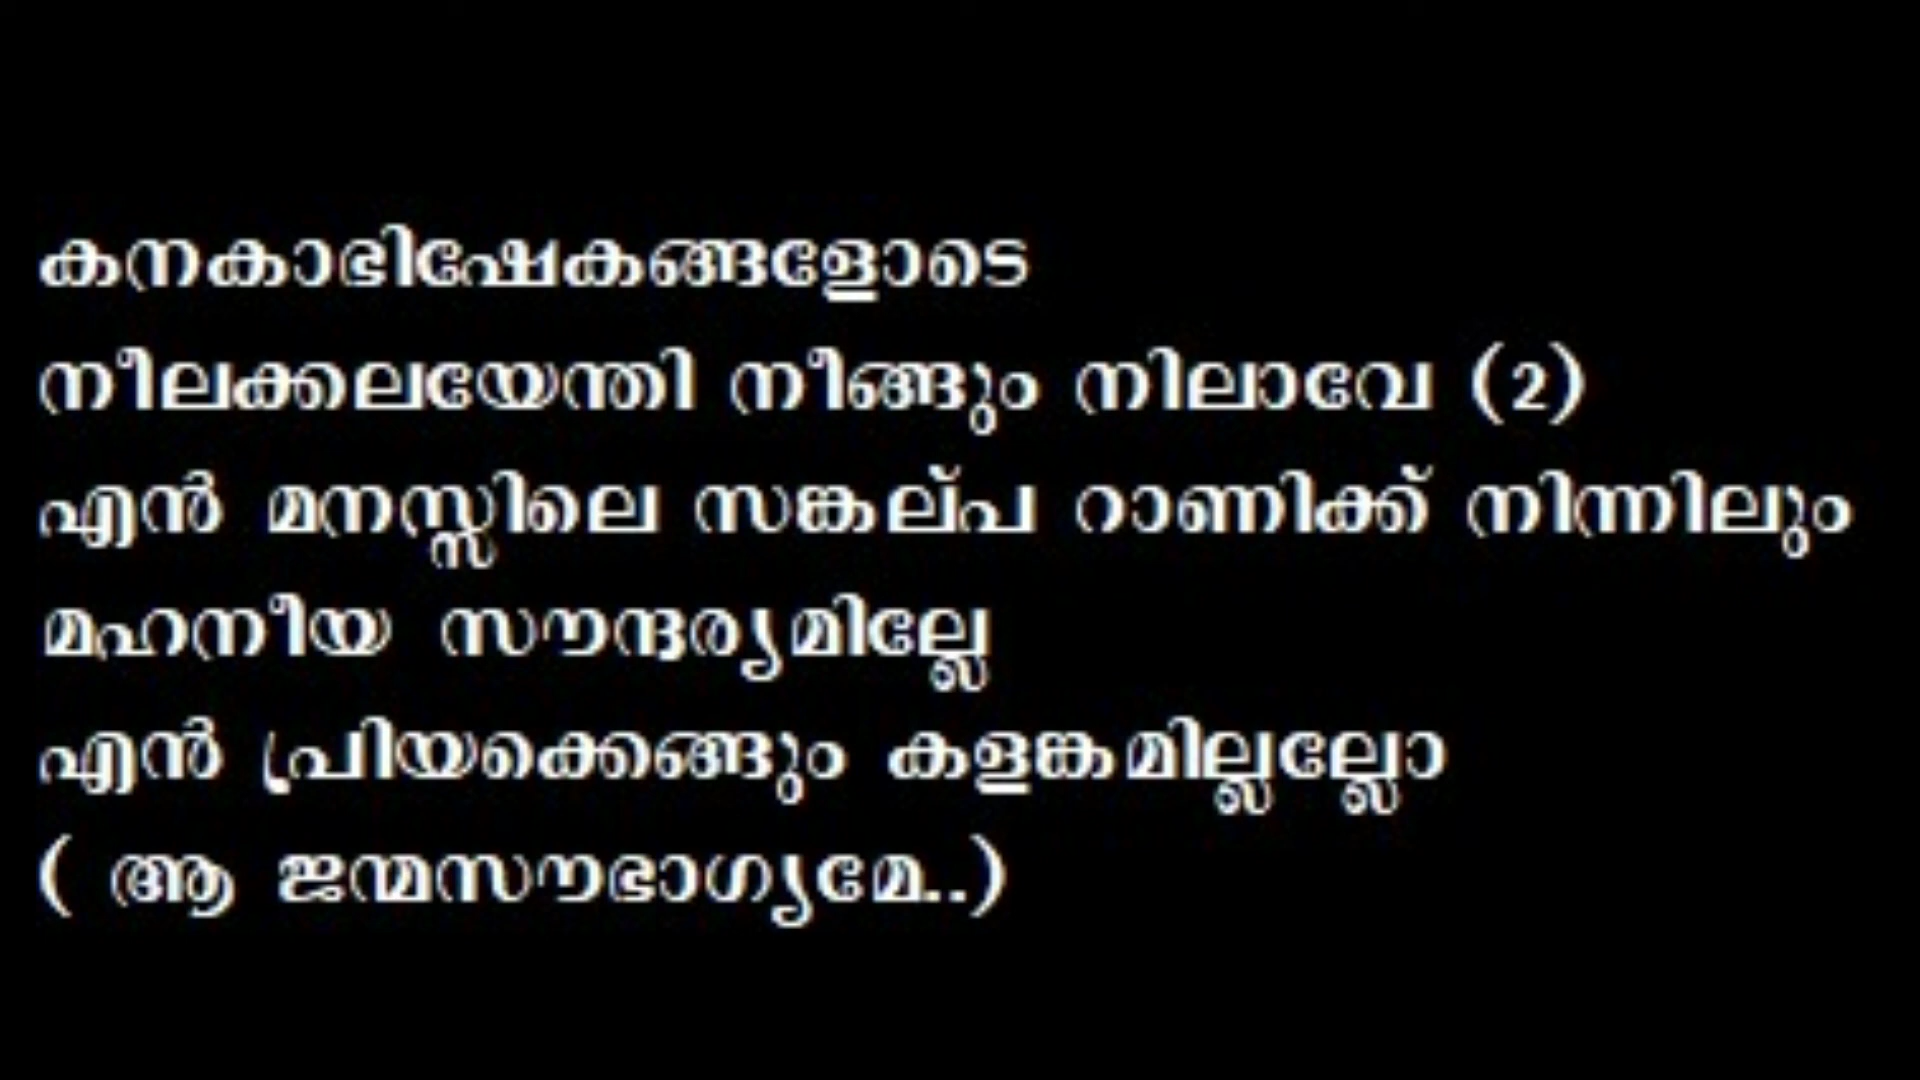 കനകാഭിഷേകങ്ങളോടെ
നീലക്കലയേന്തി നീങ്ങും നിലാവേ (2)
എൻ മനസ്സിലെ സങ്കല്പ റാണിക്ക് നിന്നിലും
മഹനീയ സൗന്ദര്യമില്ലേ
എൻ പ്രിയക്കെങ്ങും കളങ്കമില്ലല്ലോ
( ആ ജന്മസൗഭാഗ്യമേ..)